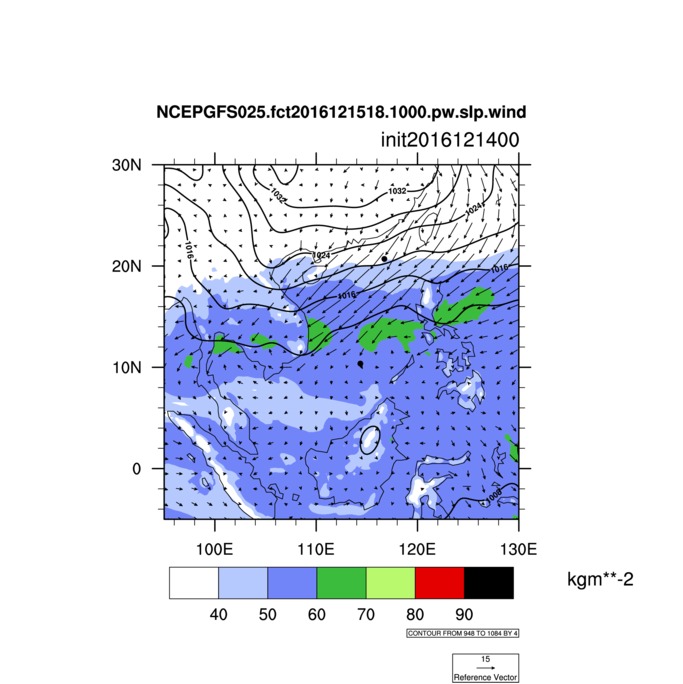 NCEPGFS025.fct2016121518.1000.pw.slp.wind
init2016121400
30N
20N
10N
0
1032
1032
1024
1016
1024
1016
1016
1008
100E 110E 120E 130E
kgm**-2
40 50 60 70 80 90
CONTOUR FROM 948 TO 1084 BY 4
15
Reference Vector